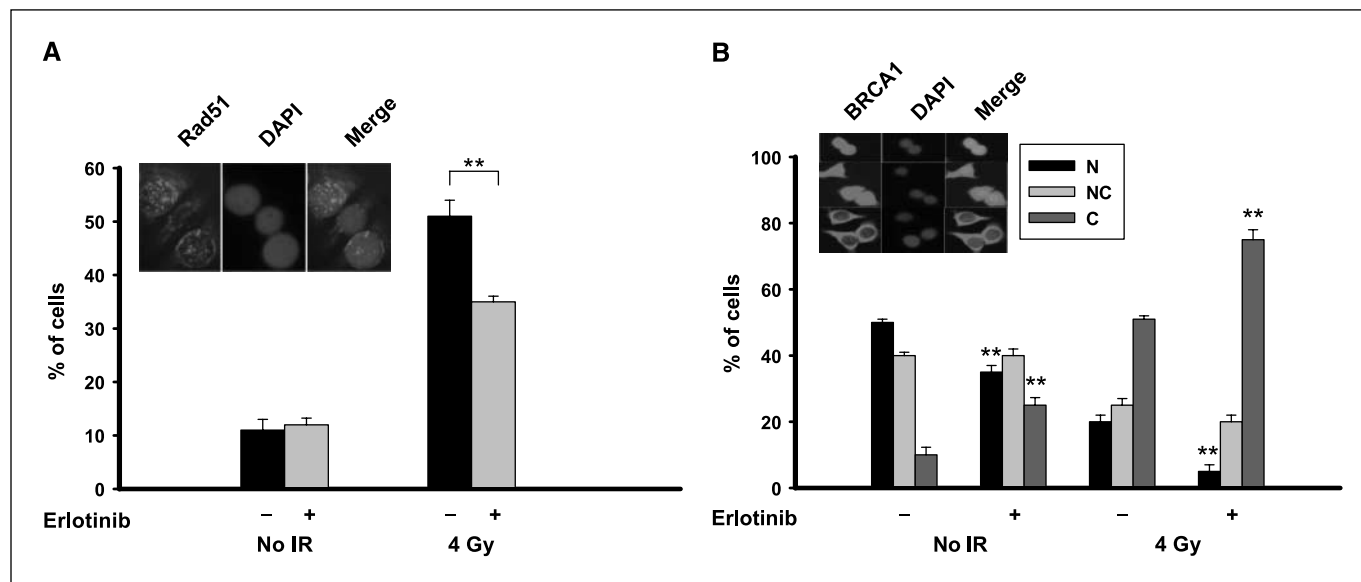 A
Rad51 DAPI Merge
60
50
40
30
20
10
0
% of cells
**
Erlotinib – + – +
No IR 4 Gy
B
BRCA1 DAPI Merge
N
NC
C
100
80
60
40
20
0
% of cells
**
**
**
**
Erlotinib – + – +
No IR 4 Gy